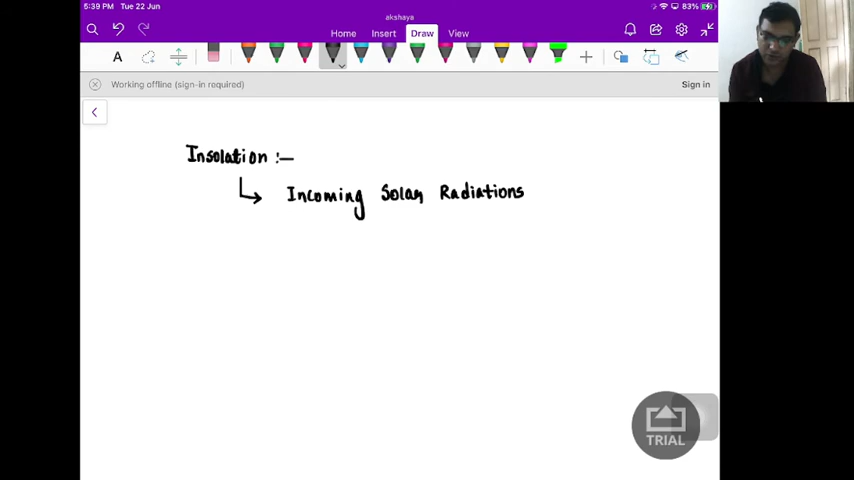 5:39 PM Tue 22 Jun 83%
akshaya
Home Insert Draw View
A
Working offline (sign-in required) Sign in
Insolation :—
Incoming Solar Radiations
TRIAL